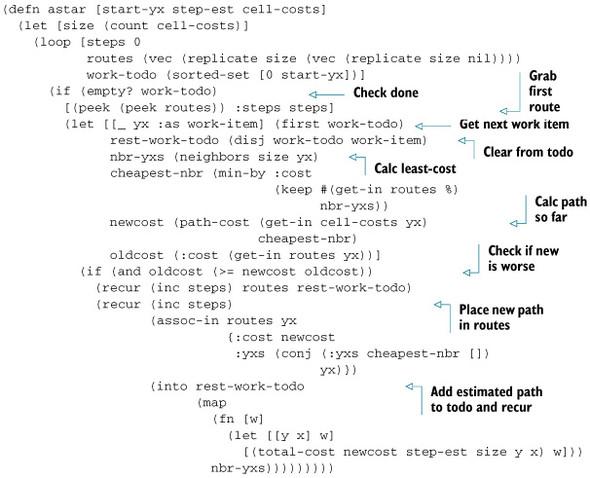 (defn astar [start-yx step-est cell-costs]
(let [size (count cell-costs)]
(loop [steps 0
routes (vec (replicate size (vec (replicate size nil))))
work-todo (sorted-set [0 start-yx])]
(if (empty? work-todo)
Check done
[(peek (peek routes)) :steps steps]
Grab
first
route
(let [[_ yx :as work-item] (first work-todo)
Get next work item
rest-work-todo (disj work-todo work-item)
Clear from todo
nbr-yxs (neighbors size yx)
Calc least-cost
cheapest-nbr (min-by :cost
(keep #(get-in routes %)
nbr-yxs))
newcost (path-cost (get-in cell-costs yx)
Calc path
so far
cheapest-nbr)
oldcost (:cost (get-in routes yx))]
(if (and oldcost (>= newcost oldcost))
Check if new
is worse
(recur (inc steps) routes rest-work-todo)
(recur (inc steps)
Place new path
in routes
(assoc-in routes yx
{:cost newcost
:yxs (conj (:yxs cheapest-nbr [])
yx)})
(into rest-work-todo
Add estimated path
to todo and recur
(map
(fn [w]
(let [[y x] w]
[(total-cost newcost step-est size y x) w]))
nbr-yxs)))))))))